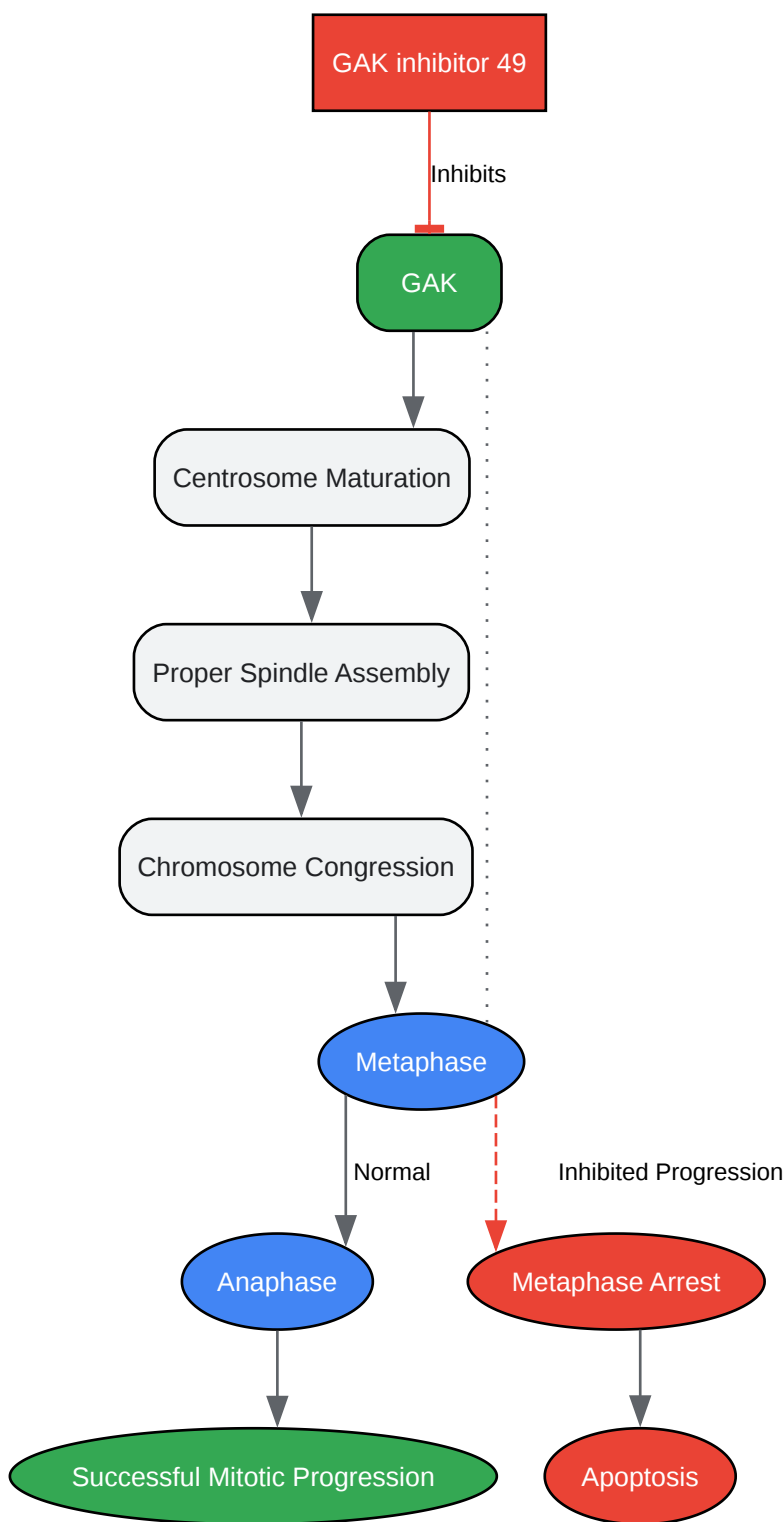 GAK inhibitor 49
Inhibits
GAK
Centrosome Maturation
Proper Spindle Assembly
Chromosome Congression
Metaphase
Normal
Inhibited Progression
Anaphase
Metaphase Arrest
Successful Mitotic Progression
Apoptosis